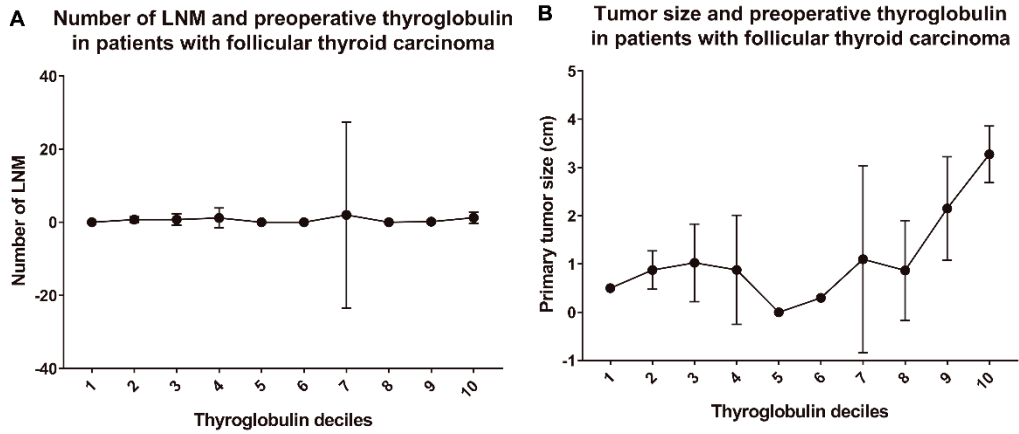 A
Number of LNM and preoperative thyroglobulin
in patients with follicular thyroid carcinoma
Number of LNM
40
20
0
-20
-40
1 2 3 4 5 6 7 8 9 10
Thyroglobulin deciles
B
Tumor size and preoperative thyroglobulin
in patients with follicular thyroid carcinoma
Primary tumor size (cm)
5
4
3
2
1
0
-1
1 2 3 4 5 6 7 8 9 10
Thyroglobulin deciles